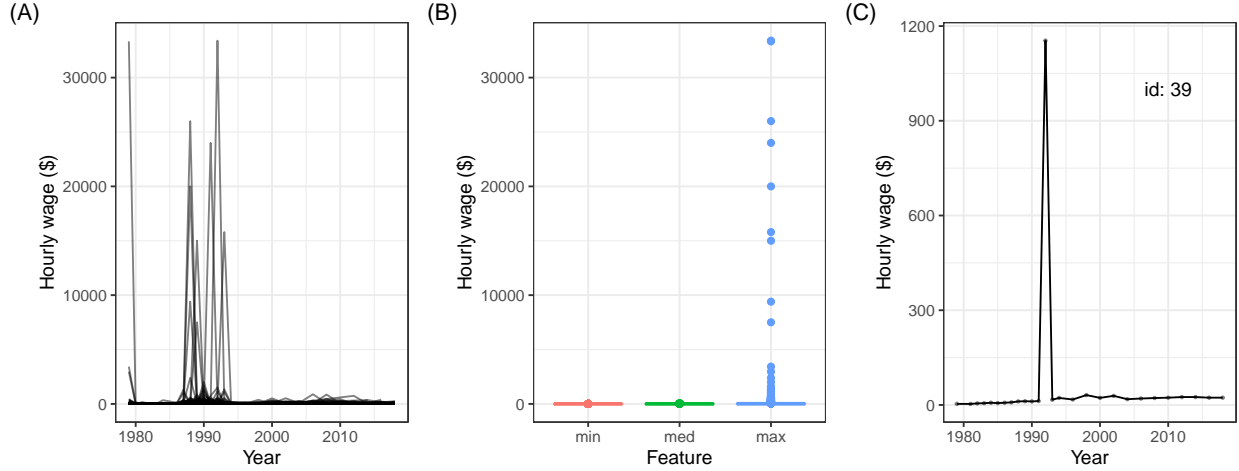 (A)
Hourly wage ($)
30000
20000
10000
0
1980 1990 2000 2010
Year
(B)
Hourly wage ($)
30000
20000
10000
0
min med max
Feature
(C)
Hourly wage ($)
1200
900
600
300
0
id: 39
1980 1990 2000 2010
Year